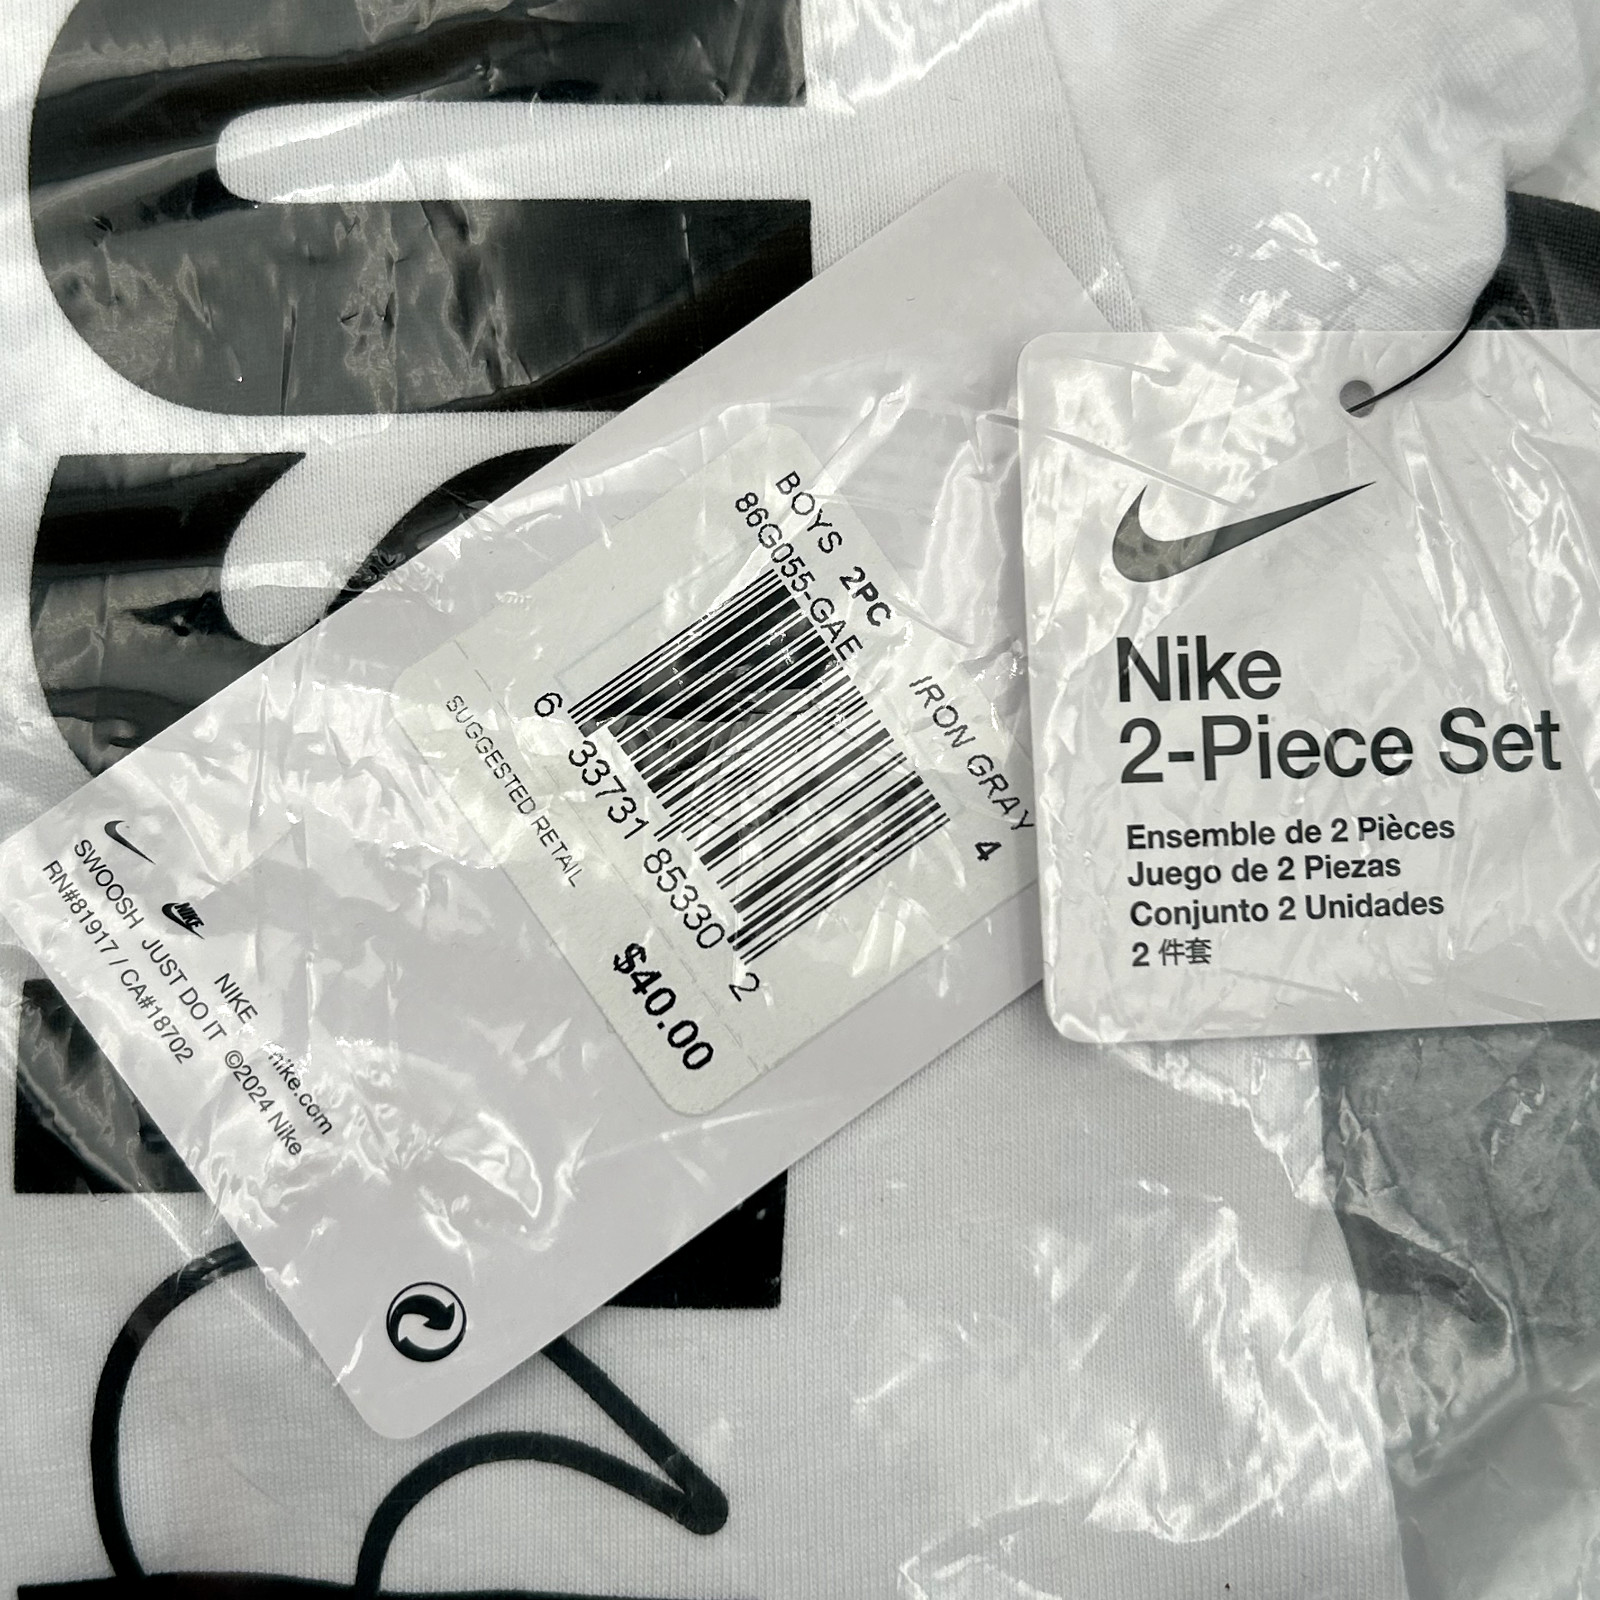 BOYS 2PC
86G055-GAE IRON GRAY
4
6 33731 85330 2
SUGGESTED RETAIL
$40.00
SWOOSH NIKE NIKE nike.com
JUST DO IT ©2024 Nike
RN#81917 / CA#18702
Nike
2-Piece Set
Ensemble de 2 Pièces
Juego de 2 Piezas
Conjunto 2 Unidades
2 件套